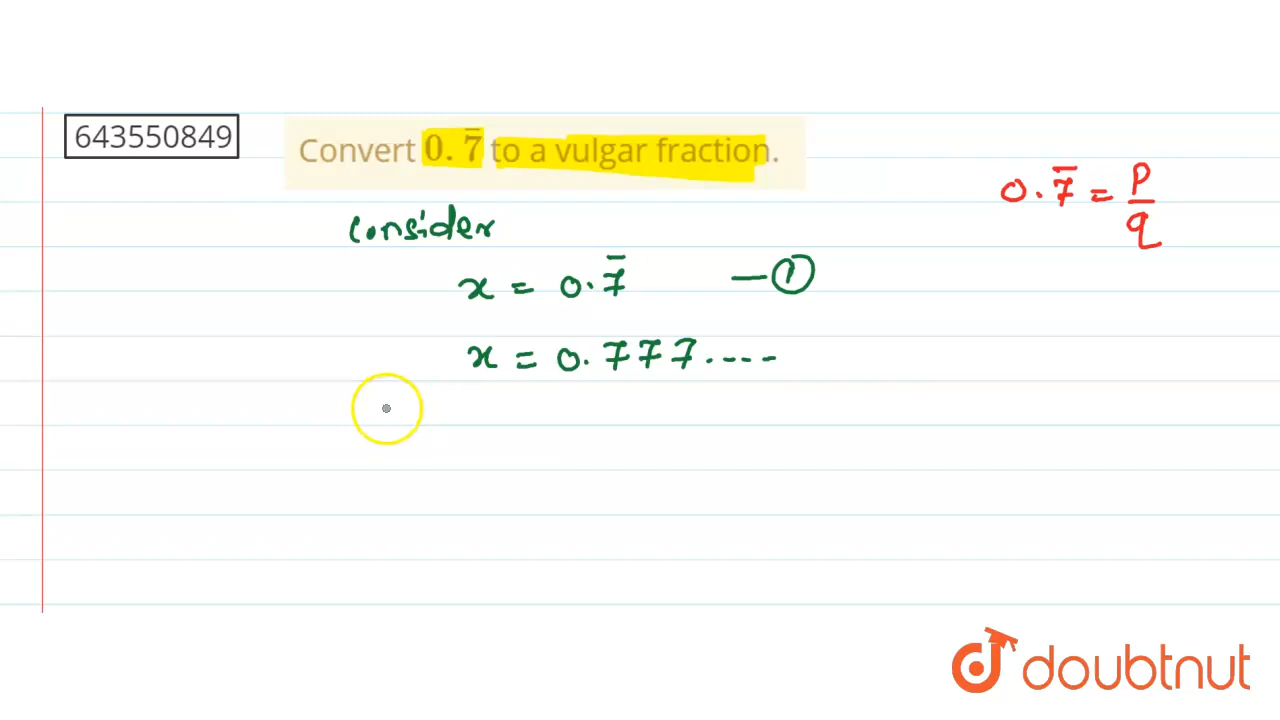 643550849
Convert 0.7̅ to a vulgar fraction.
0.7̅ = p/q
Consider
x = 0.7̅ —①
x = 0.777.----
doubtnut